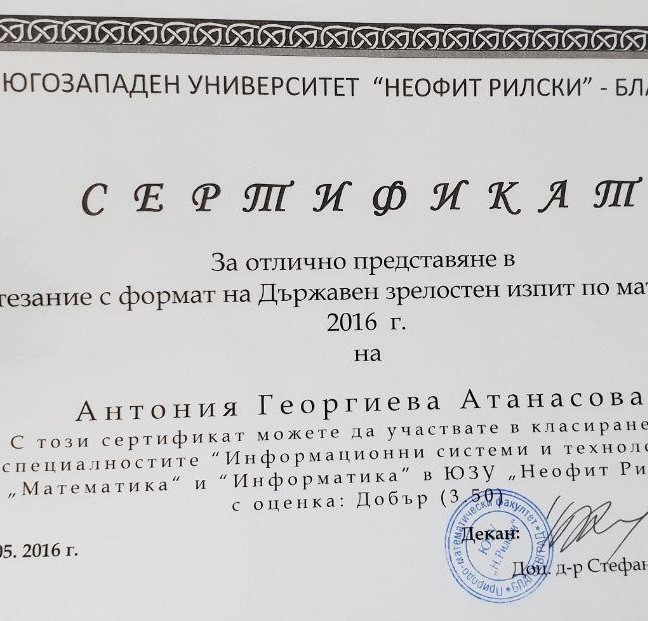 ЮГОЗАПАДЕН УНИВЕРСИТЕТ "НЕОФИТ РИЛСКИ" - БЛА
СЕРТИФИКАТ
За отлично представяне в
тезание с формат на Държавен зрелостен изпит по мат
2016 г.
на
Антония Георгиева Атанасова
С този сертификат можете да участвате в класиране
специалностите "Информационни системи и техноло
„Математика“ и “Информатика” в ЮЗУ „Неофит Ри
с оценка: Добър (3.50)
05. 2016 г.
Декан:
Доц. д-р Стефан
Природо-математически факултет • БЛАГОЕВГРАД •
ЮЗУ
„Н.Рилски“